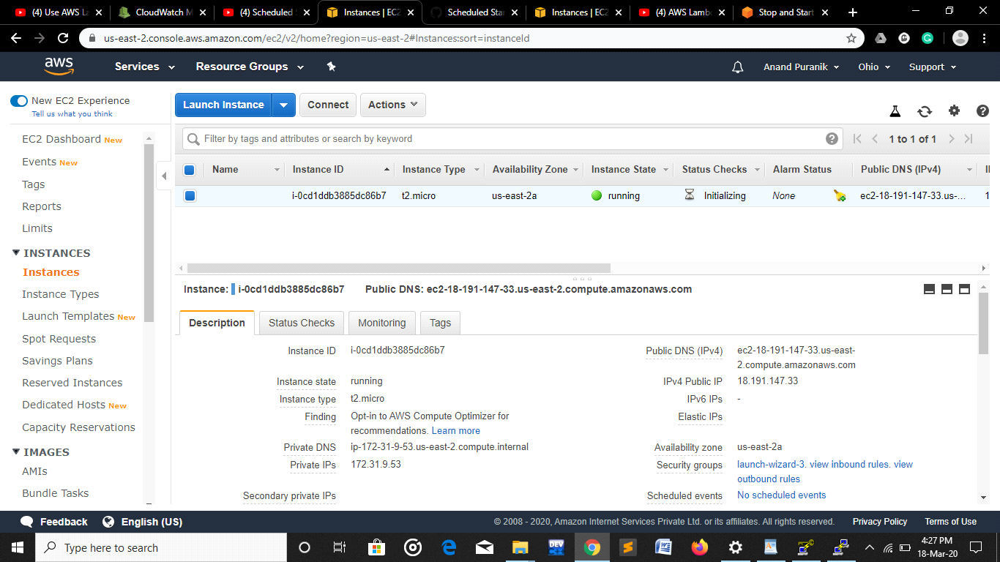 (4) Use AWS La
CloudWatch M
(4) Scheduled
Instances | EC2
Scheduled Star
Instances | EC2
(4) AWS Lamb
Stop and Start
us-east-2.console.aws.amazon.com/ec2/v2/home?region=us-east-2#Instances:sort=instanceId
aws
Services
Resource Groups
Anand Puranik
Ohio
Support
New EC2 Experience
Tell us what you think
EC2 Dashboard New
Events New
Tags
Reports
Limits
INSTANCES
Instances
Instance Types
Launch Templates New
Spot Requests
Savings Plans
Reserved Instances
Dedicated Hosts New
Capacity Reservations
IMAGES
AMIs
Bundle Tasks
Launch Instance
Connect
Actions
Filter by tags and attributes or search by keyword
1 to 1 of 1
Name Instance ID Instance Type Availability Zone Instance State Status Checks Alarm Status Public DNS (IPv4)
i-0cd1ddb3885dc86b7 t2.micro us-east-2a running Initializing None ec2-18-191-147-33.us-... 1
Instance: i-0cd1ddb3885dc86b7 Public DNS: ec2-18-191-147-33.us-east-2.compute.amazonaws.com
Description Status Checks Monitoring Tags
Instance ID i-0cd1ddb3885dc86b7
Instance state running
Instance type t2.micro
Finding Opt-in to AWS Compute Optimizer for
recommendations. Learn more
Private DNS ip-172-31-9-53.us-east-2.compute.internal
Private IPs 172.31.9.53
Secondary private IPs
Public DNS (IPv4) ec2-18-191-147-33.us-east-
2.compute.amazonaws.com
IPv4 Public IP 18.191.147.33
IPv6 IPs -
Elastic IPs
Availability zone us-east-2a
Security groups launch-wizard-3. view inbound rules. view
outbound rules
Scheduled events No scheduled events
Feedback
English (US)
© 2008 - 2020, Amazon Internet Services Private Ltd. or its affiliates. All rights reserved.
Privacy Policy
Terms of Use
Type here to search
DEV
4:27 PM
18-Mar-20